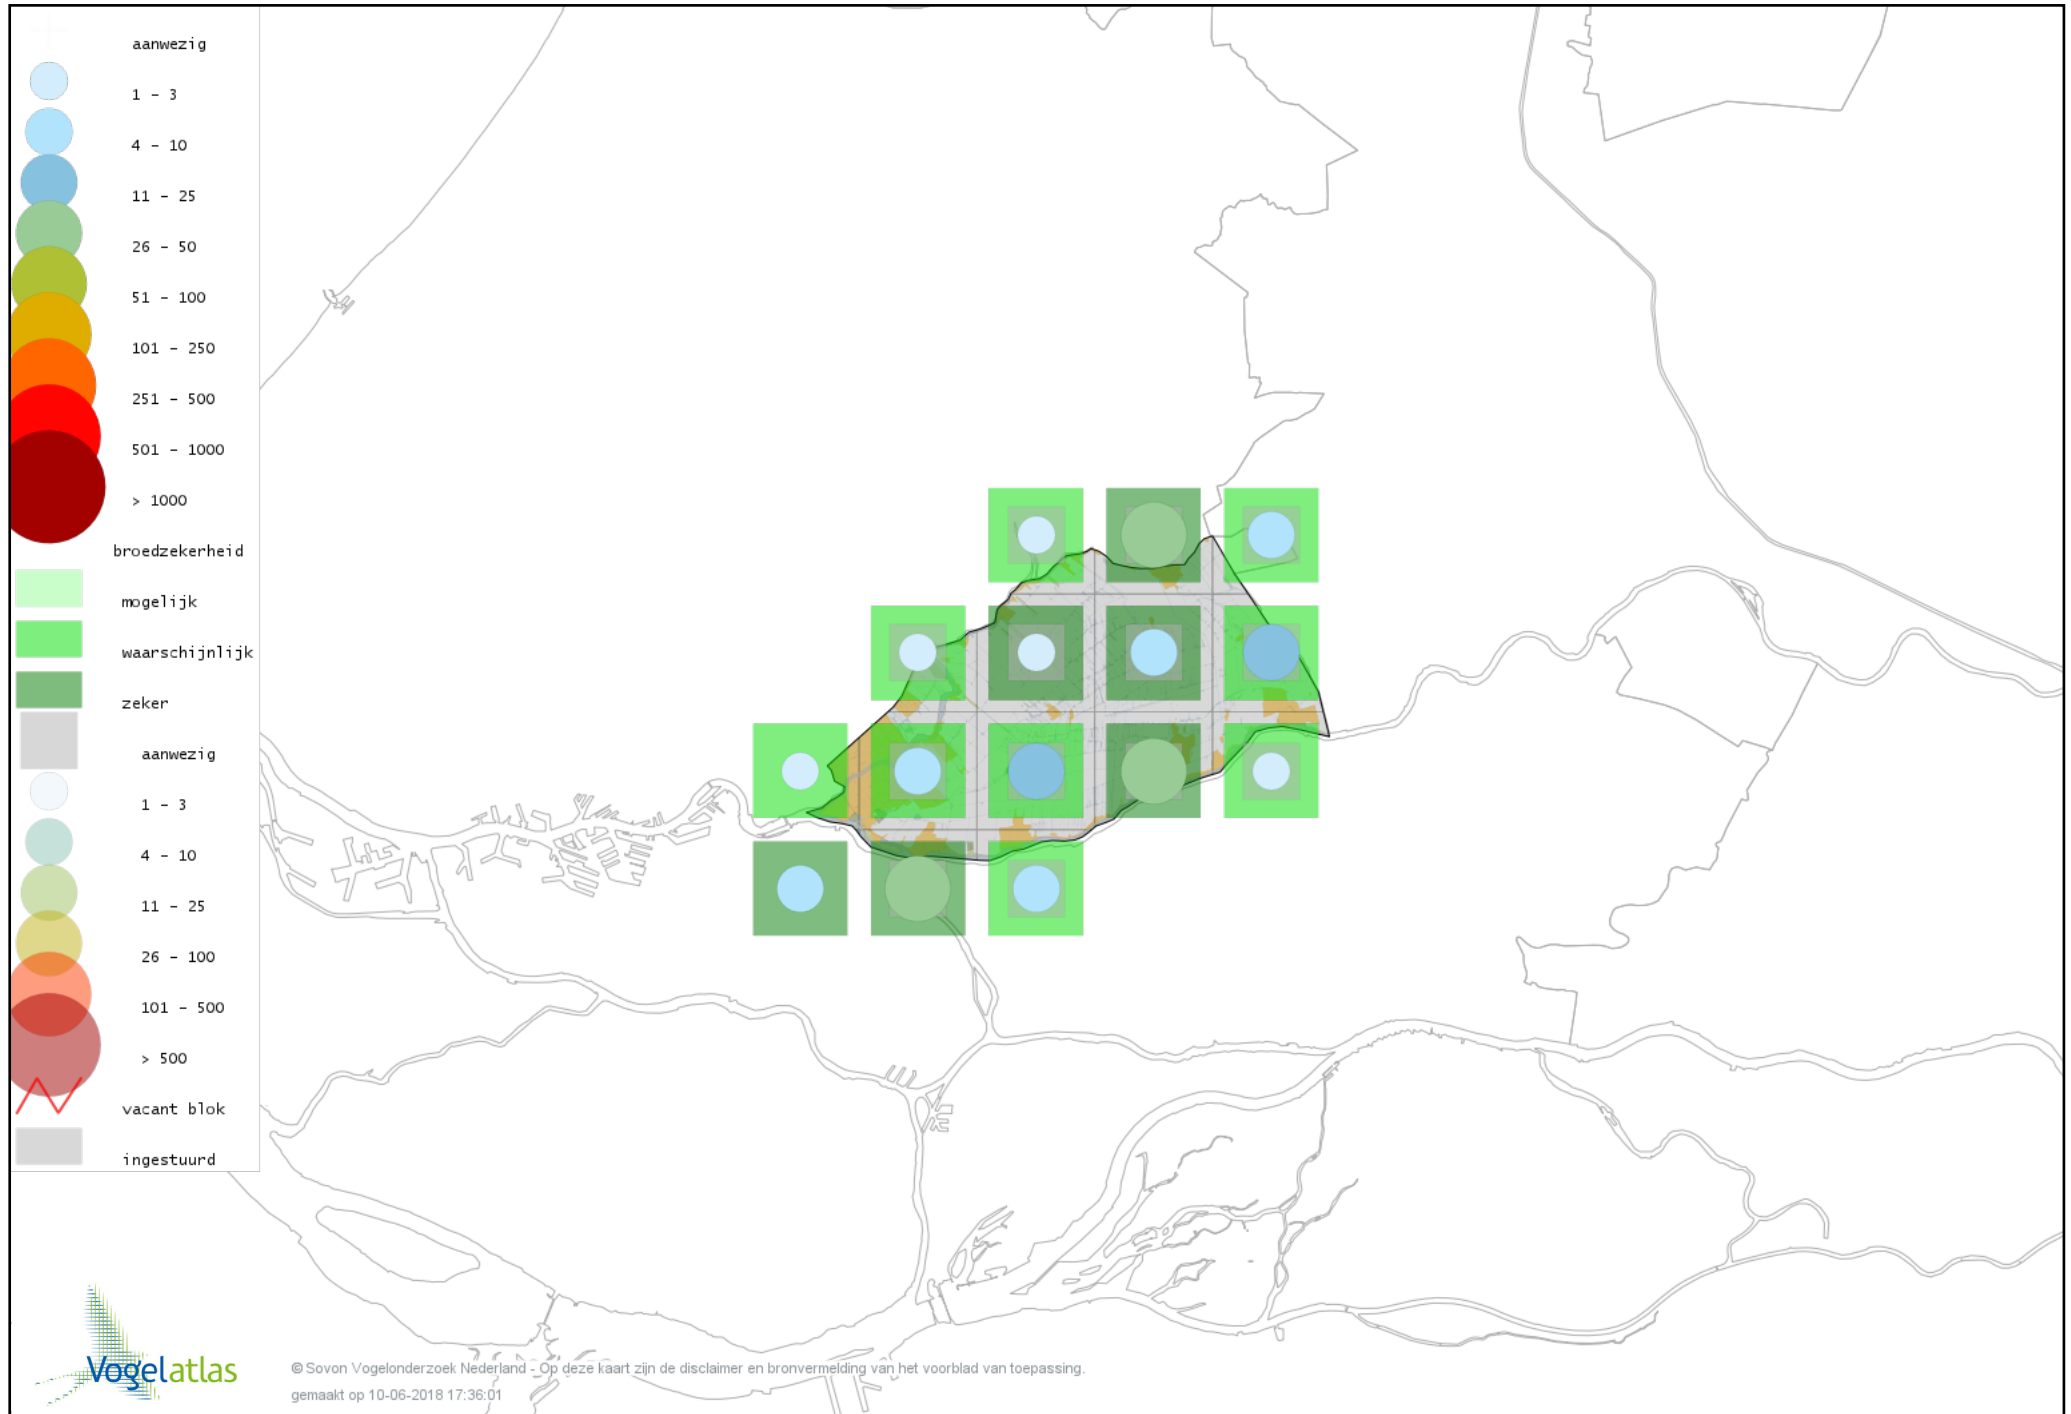 aanwezig
1 - 3
4 - 10
11 - 25
26 - 50
51 - 100
101 - 250
251 - 500
501 - 1000
> 1000
broedzekerheid
mogelijk
waarschijnlijk
zeker
aanwezig
1 - 3
4 - 10
11 - 25
26 - 100
101 - 500
> 500
vacant blok
ingestuurd
Vogelatlas
© Sovon Vogelonderzoek Nederland - Op deze kaart zijn de disclaimer en bronvermelding van het voorblad van toepassing.
gemaakt op 10-06-2018 17:36:01